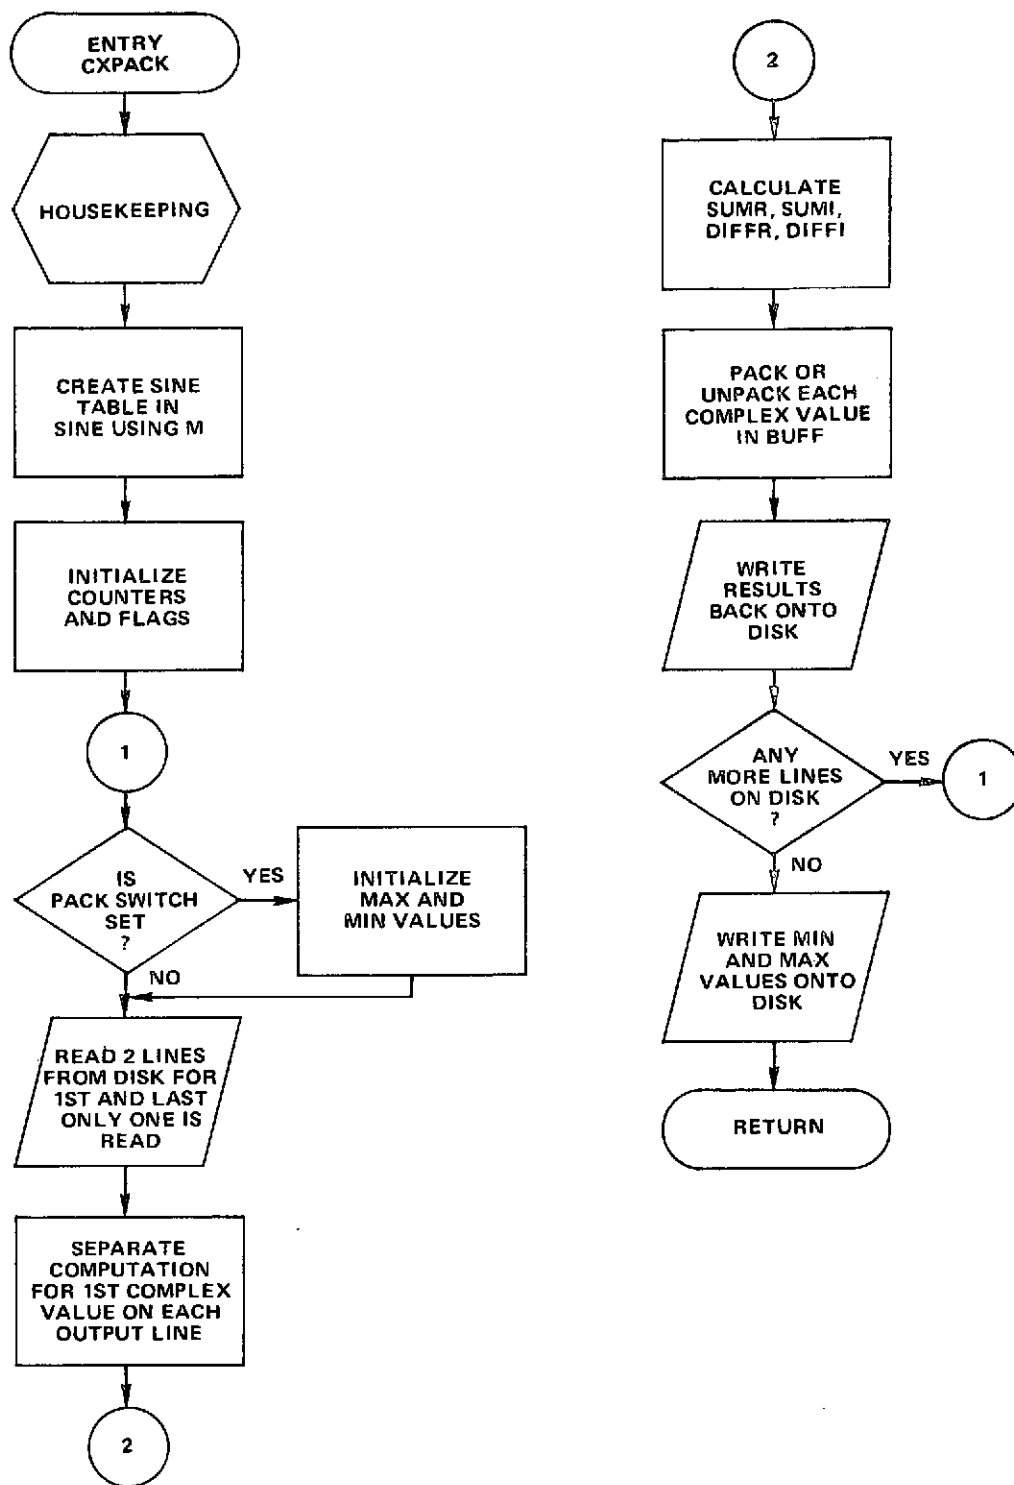 ENTRY
CXPACK
HOUSEKEEPING
CREATE SINE
TABLE IN
SINE USING M
INITIALIZE
COUNTERS
AND FLAGS
1
IS
PACK SWITCH
SET
?
YES
INITIALIZE
MAX AND
MIN VALUES
NO
READ 2 LINES
FROM DISK FOR
1ST AND LAST
ONLY ONE IS
READ
SEPARATE
COMPUTATION
FOR 1ST COMPLEX
VALUE ON EACH
OUTPUT LINE
2
2
CALCULATE
SUMR, SUMI,
DIFFR, DIFFI
PACK OR
UNPACK EACH
COMPLEX VALUE
IN BUFF
WRITE
RESULTS
BACK ONTO
DISK
ANY
MORE LINES
ON DISK
?
YES
1
NO
WRITE MIN
AND MAX
VALUES ONTO
DISK
RETURN